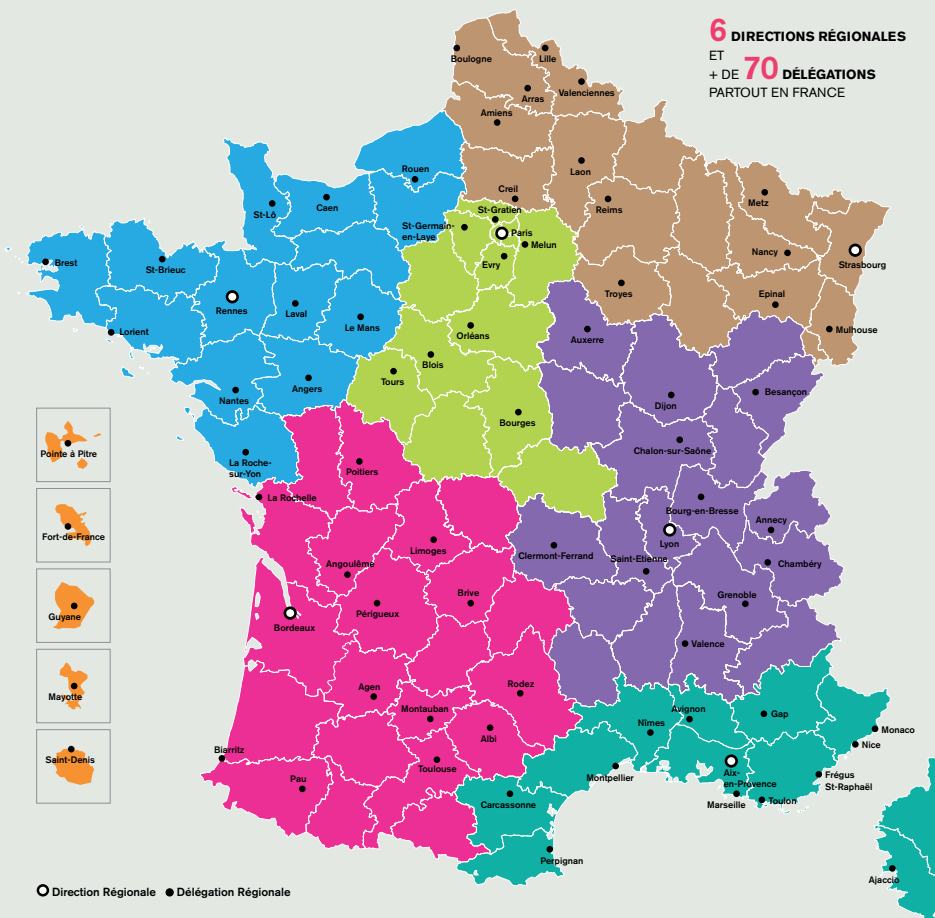 6 DIRECTIONS RÉGIONALES
ET
+ DE 70 DÉLÉGATIONS
PARTOUT EN FRANCE
Boulogne
Lille
Arras
Valenciennes
Amiens
Laon
Rouen
Creil
St-Gratien
Reims
Metz
St-Lô
Caen
St-Germain-
en-Laye
Paris
Melun
Evry
Nancy
Strasbourg
Brest
St-Brieuc
Rennes
Laval
Le Mans
Troyes
Epinal
Mulhouse
Lorient
Orléans
Auxerre
Blois
Tours
Nantes
Angers
Bourges
Dijon
Besançon
Chalon-sur-Saône
La Roche-
sur-Yon
Poitiers
La Rochelle
Bourg-en-Bresse
Annecy
Lyon
Limoges
Clermont-Ferrand
Saint-Etienne
Chambéry
Angoulême
Périgueux
Brive
Grenoble
Bordeaux
Valence
Agen
Rodez
Montauban
Albi
Nîmes
Avignon
Gap
Monaco
Nice
Biarritz
Pau
Toulouse
Montpellier
Aix-
en-Provence
Marseille
Toulon
Frégus
St-Raphaël
Carcassonne
Perpignan
Ajaccio
Pointe à Pitre
Fort-de-France
Guyane
Mayotte
Saint-Denis
Direction Régionale Délégation Régionale